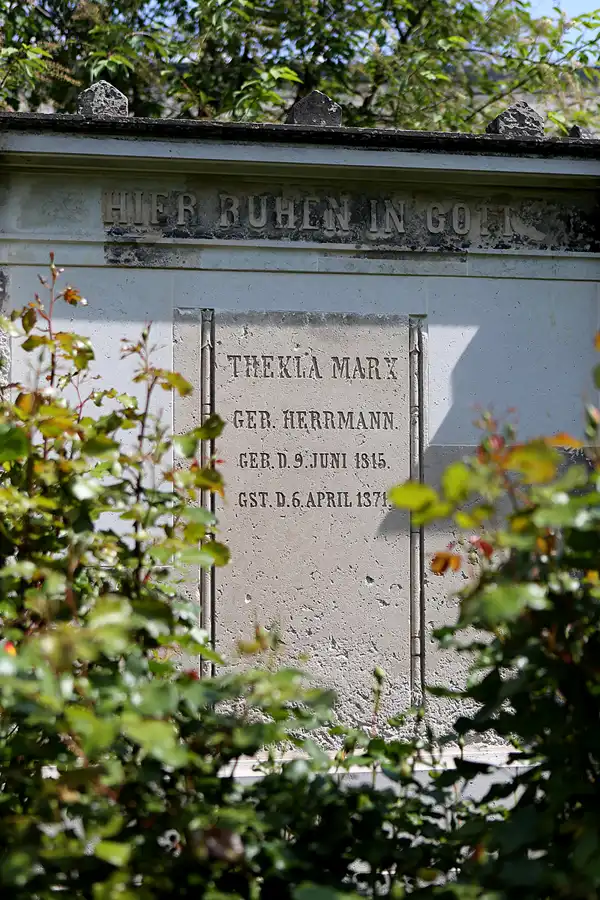 HIER RUHEN IN GOTT
THEKLA MARX
GEB. HERRMANN.
GEB. D. 9. JUNI 1815.
GST. D. 6. APRIL 1871.